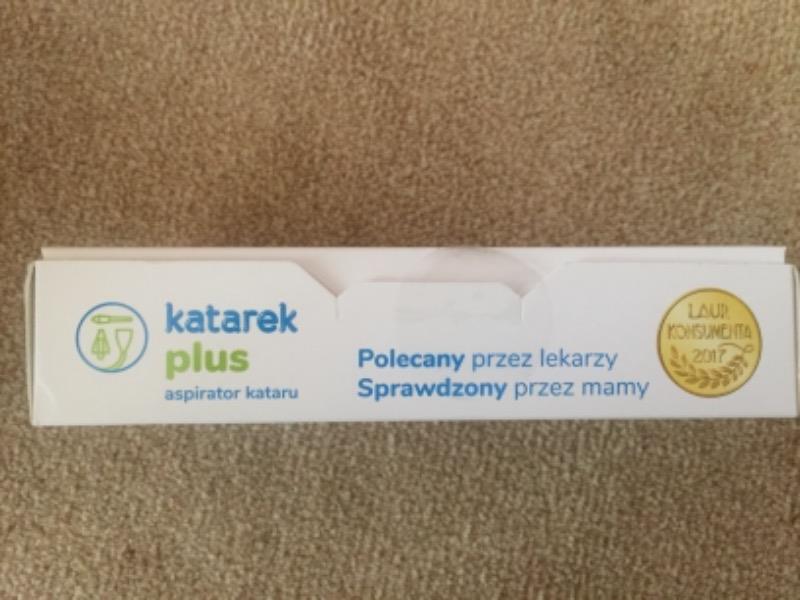 katarek
plus
aspirator kataru
Polecany przez lekarzy
Sprawdzony przez mamy
LAUR
KONSUMENTA
2017